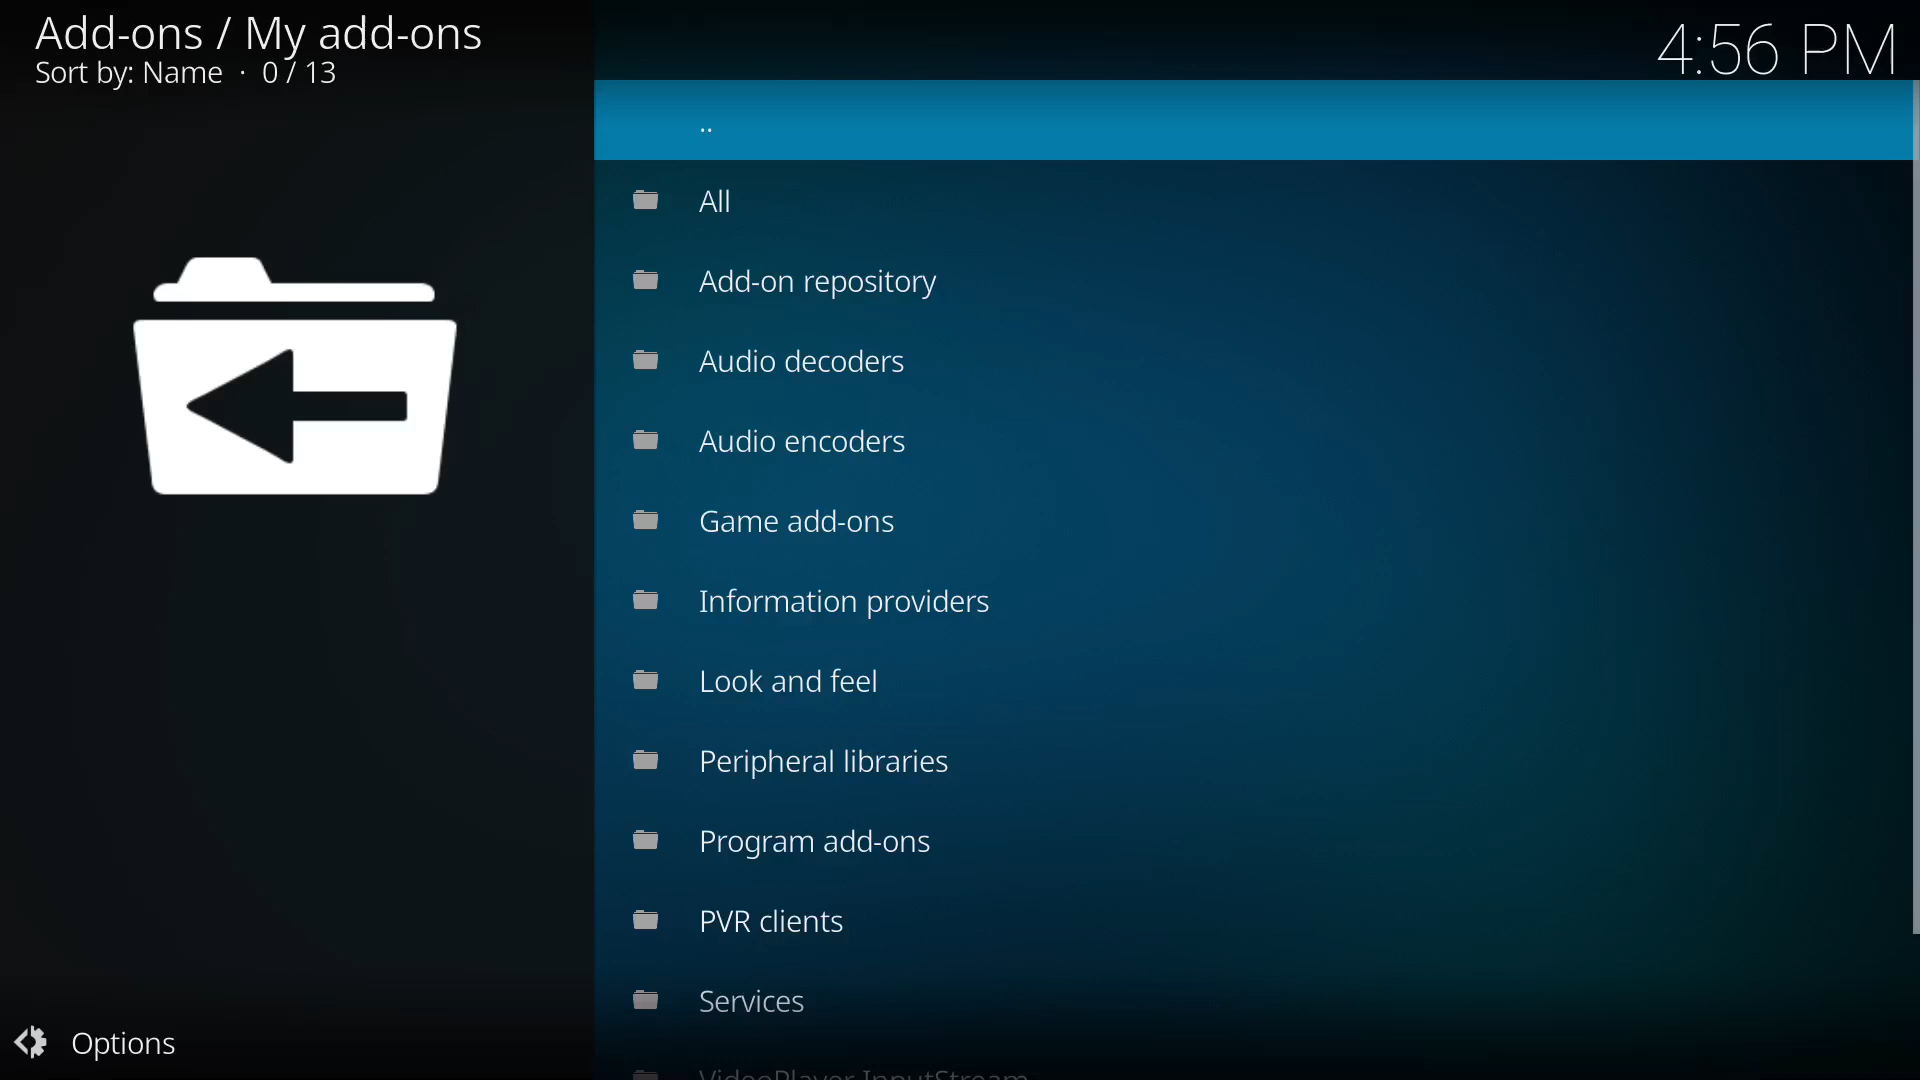 Add-ons / My add-ons
Sort by: Name · 0 / 13
4:56 PM
..
All
Add-on repository
Audio decoders
Audio encoders
Game add-ons
Information providers
Look and feel
Peripheral libraries
Program add-ons
PVR clients
Services
VideoPlayer InputStream
Options